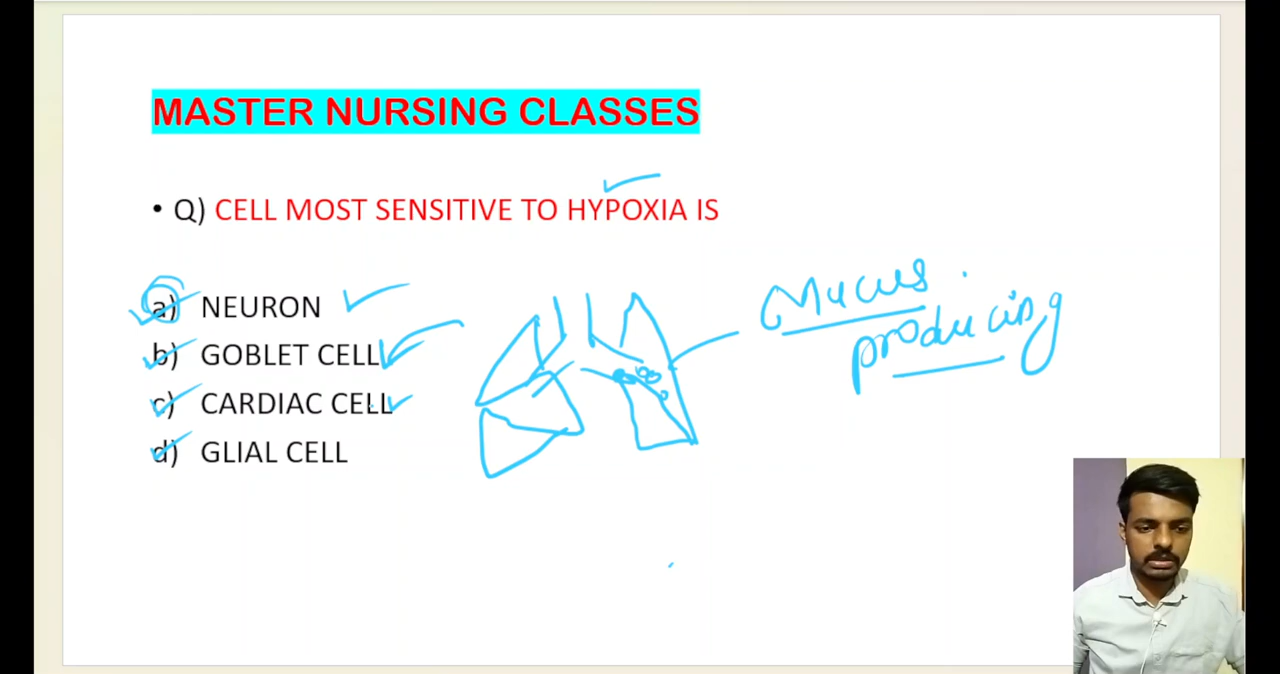 MASTER NURSING CLASSES
• Q) CELL MOST SENSITIVE TO HYPOXIA IS
a) NEURON
b) GOBLET CELL
c) CARDIAC CELL
d) GLIAL CELL
Mucus
producing